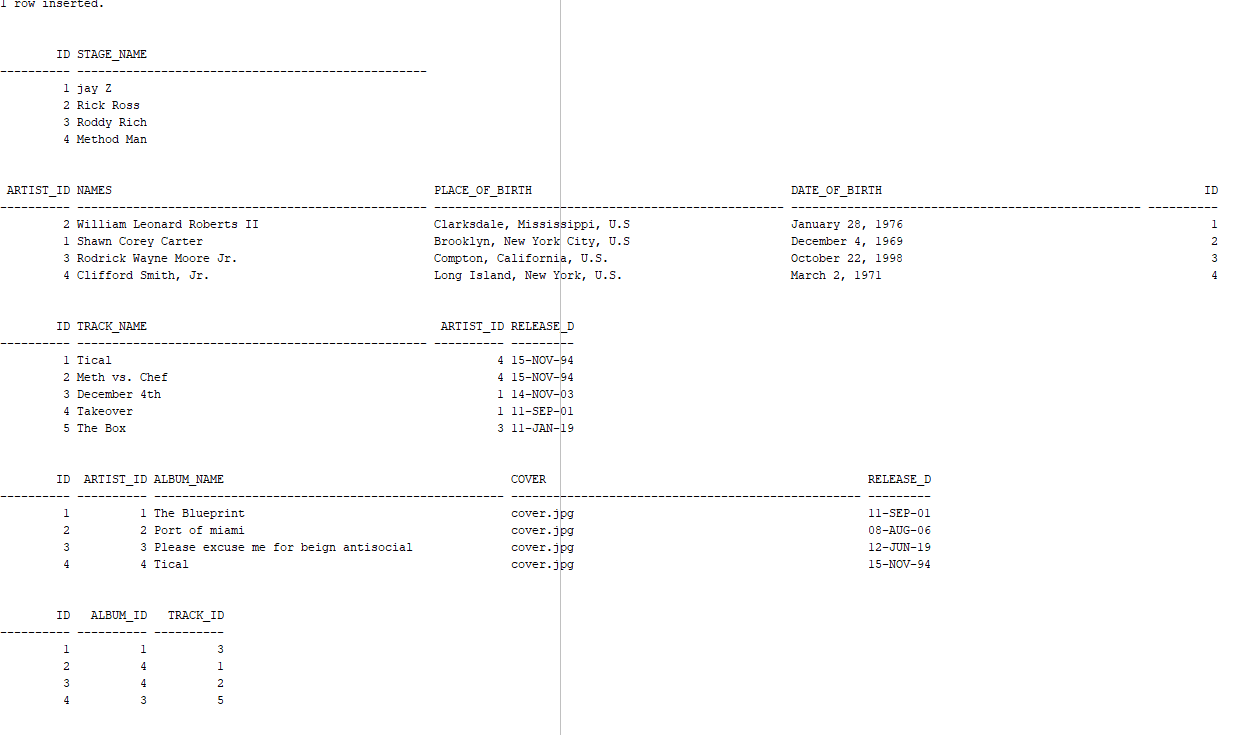 1 row inserted.
ID STAGE_NAME
---------- --------------------------------------------------
1 jay Z
2 Rick Ross
3 Roddy Rich
4 Method Man
ARTIST_ID NAMES PLACE_OF_BIRTH DATE_OF_BIRTH ID
---------- -------------------------------------------------- -------------------------------------------------- -------------------------------------------------- ----------
2 William Leonard Roberts II Clarksdale, Mississippi, U.S January 28, 1976 1
1 Shawn Corey Carter Brooklyn, New York City, U.S December 4, 1969 2
3 Rodrick Wayne Moore Jr. Compton, California, U.S. October 22, 1998 3
4 Clifford Smith, Jr. Long Island, New York, U.S. March 2, 1971 4
ID TRACK_NAME ARTIST_ID RELEASE_D
---------- -------------------------------------------------- ---------- ---------
1 Tical 4 15-NOV-94
2 Meth vs. Chef 4 15-NOV-94
3 December 4th 1 14-NOV-03
4 Takeover 1 11-SEP-01
5 The Box 3 11-JAN-19
ID ARTIST_ID ALBUM_NAME COVER RELEASE_D
---------- ---------- -------------------------------------------------- -------------------------------------------------- ---------
1 1 The Blueprint cover.jpg 11-SEP-01
2 2 Port of miami cover.jpg 08-AUG-06
3 3 Please excuse me for beign antisocial cover.jpg 12-JUN-19
4 4 Tical cover.jpg 15-NOV-94
ID ALBUM_ID TRACK_ID
---------- ---------- ----------
1 1 3
2 4 1
3 4 2
4 3 5